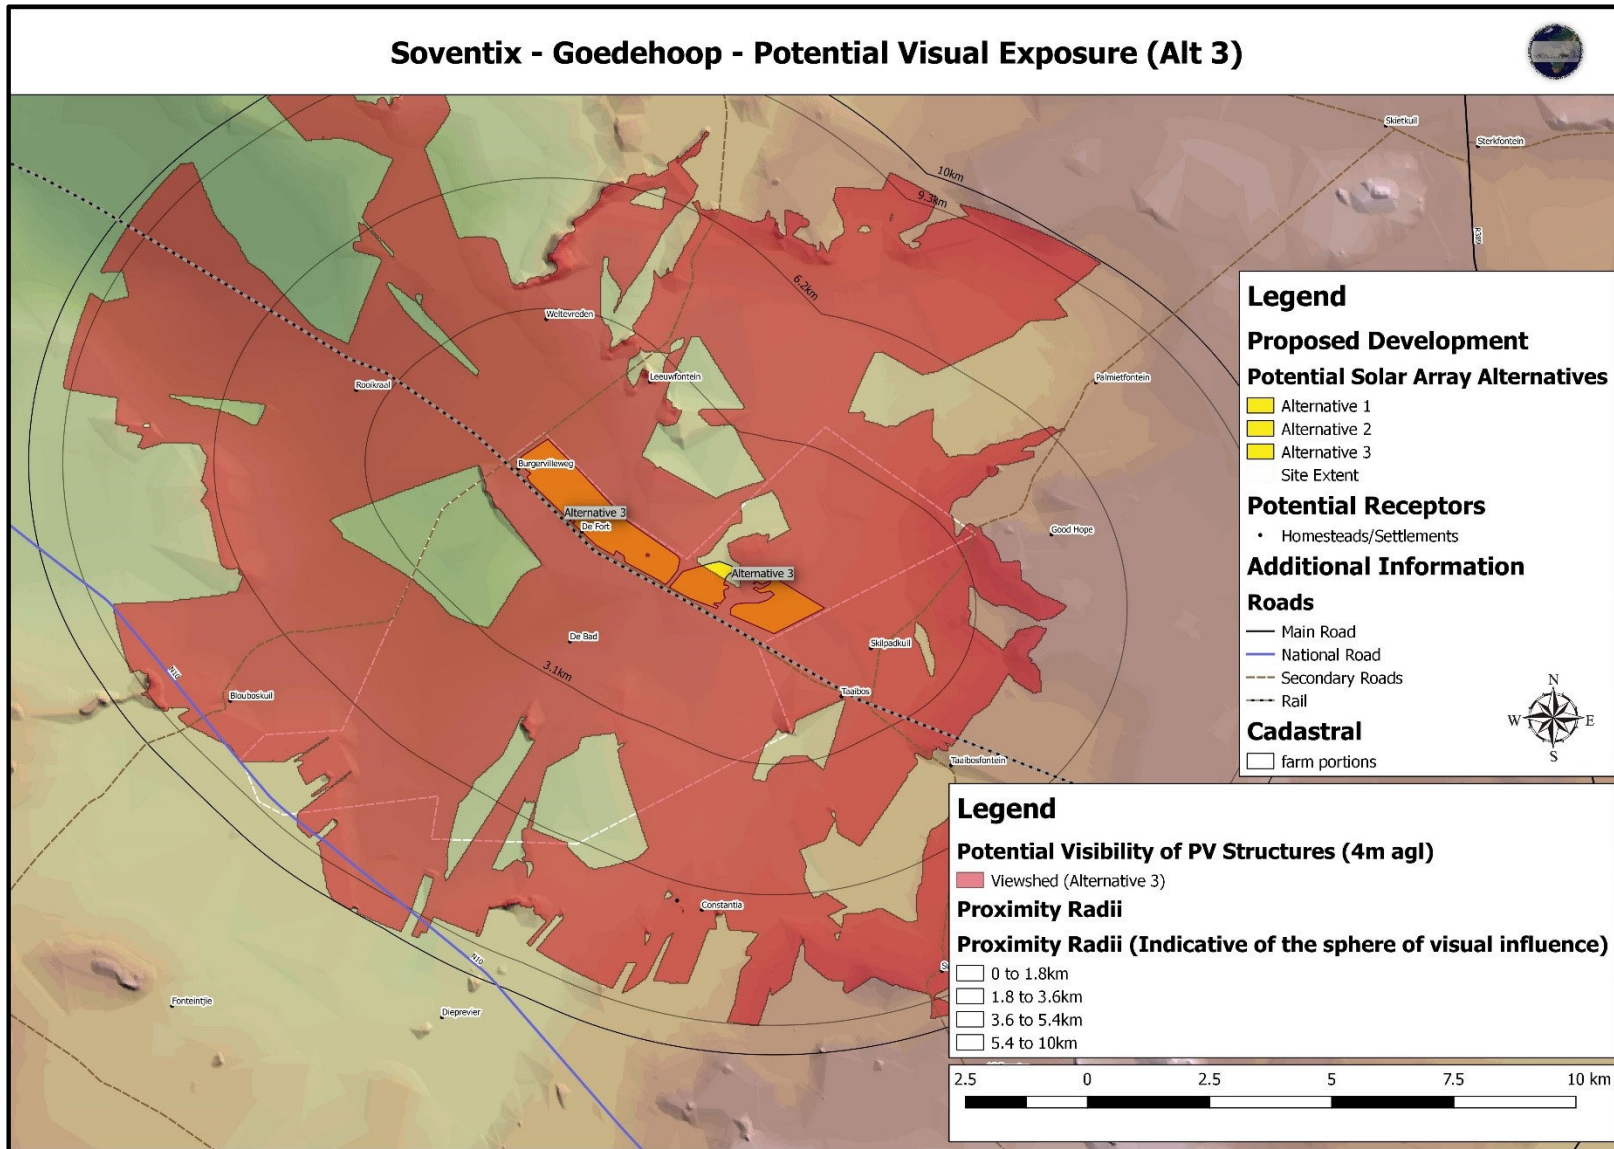 Soventix - Goedehoop - Potential Visual Exposure (Alt 3)
Skietkuil
Sterkfontein
10km
9.3km
R389
6.2km
Weltevreden
Leeuwfontein
Rooikraal
Palmietfontein
Burgervilleweg
Alternative 3
De Fort
Good Hope
Alternative 3
De Bad
Skilpadkuil
3.1km
N10
Taaibos
Blouboskuil
Taaibosfontein
Constantia
N10
Fonteintjie
Dieprevier
Legend
Proposed Development
Potential Solar Array Alternatives
Alternative 1
Alternative 2
Alternative 3
Site Extent
Potential Receptors
Homesteads/Settlements
Additional Information
Roads
Main Road
National Road
Secondary Roads
Rail
Cadastral
farm portions
N
W E
S
Legend
Potential Visibility of PV Structures (4m agl)
Viewshed (Alternative 3)
Proximity Radii
Proximity Radii (Indicative of the sphere of visual influence)
0 to 1.8km
1.8 to 3.6km
3.6 to 5.4km
5.4 to 10km
2.5 0 2.5 5 7.5 10 km